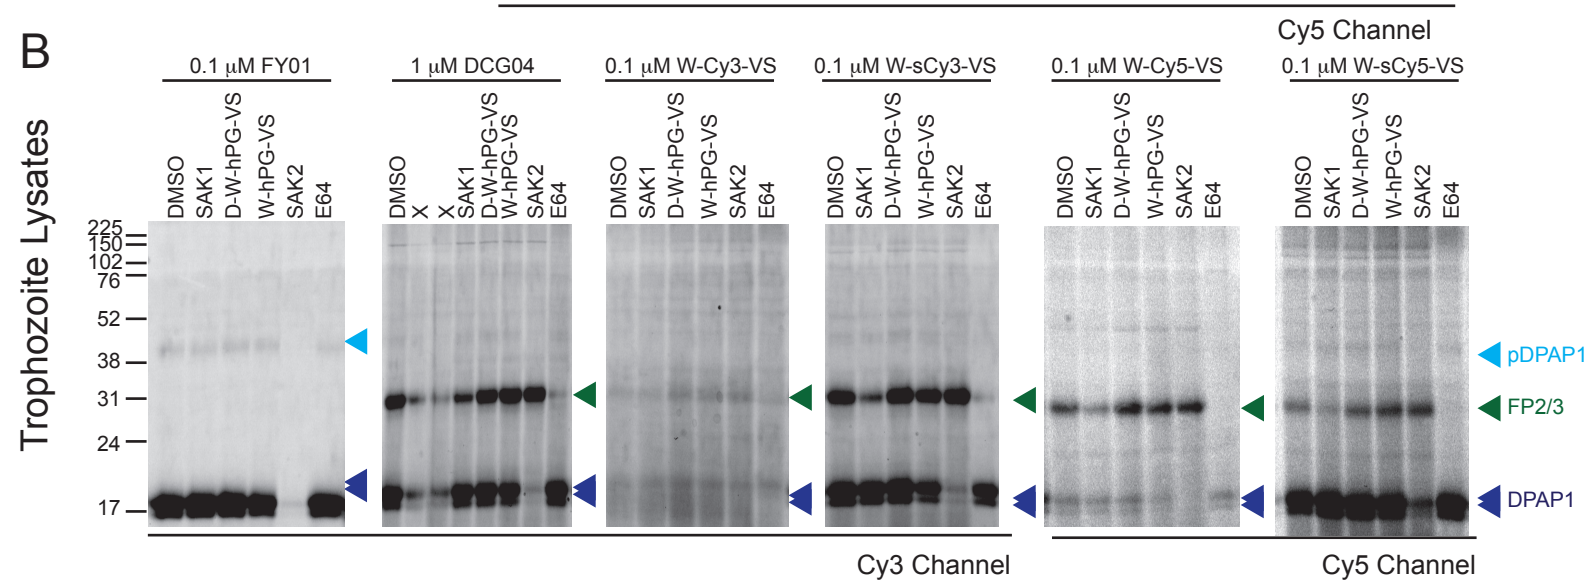 Cy5 Channel
B
0.1 μM FY01
1 μM DCG04
0.1 μM W-Cy3-VS
0.1 μM W-sCy3-VS
0.1 μM W-Cy5-VS
0.1 μM W-sCy5-VS
DMSO
SAK1
D-W-hPG-VS
W-hPG-VS
SAK2
E64
DMSO
X
X
SAK1
D-W-hPG-VS
W-hPG-VS
SAK2
E64
DMSO
SAK1
D-W-hPG-VS
W-hPG-VS
SAK2
E64
DMSO
SAK1
D-W-hPG-VS
W-hPG-VS
SAK2
E64
DMSO
SAK1
D-W-hPG-VS
W-hPG-VS
SAK2
E64
DMSO
SAK1
D-W-hPG-VS
W-hPG-VS
SAK2
E64
Trophozoite Lysates
225
150
102
76
52
38
31
24
17
pDPAP1
FP2/3
DPAP1
Cy3 Channel
Cy5 Channel